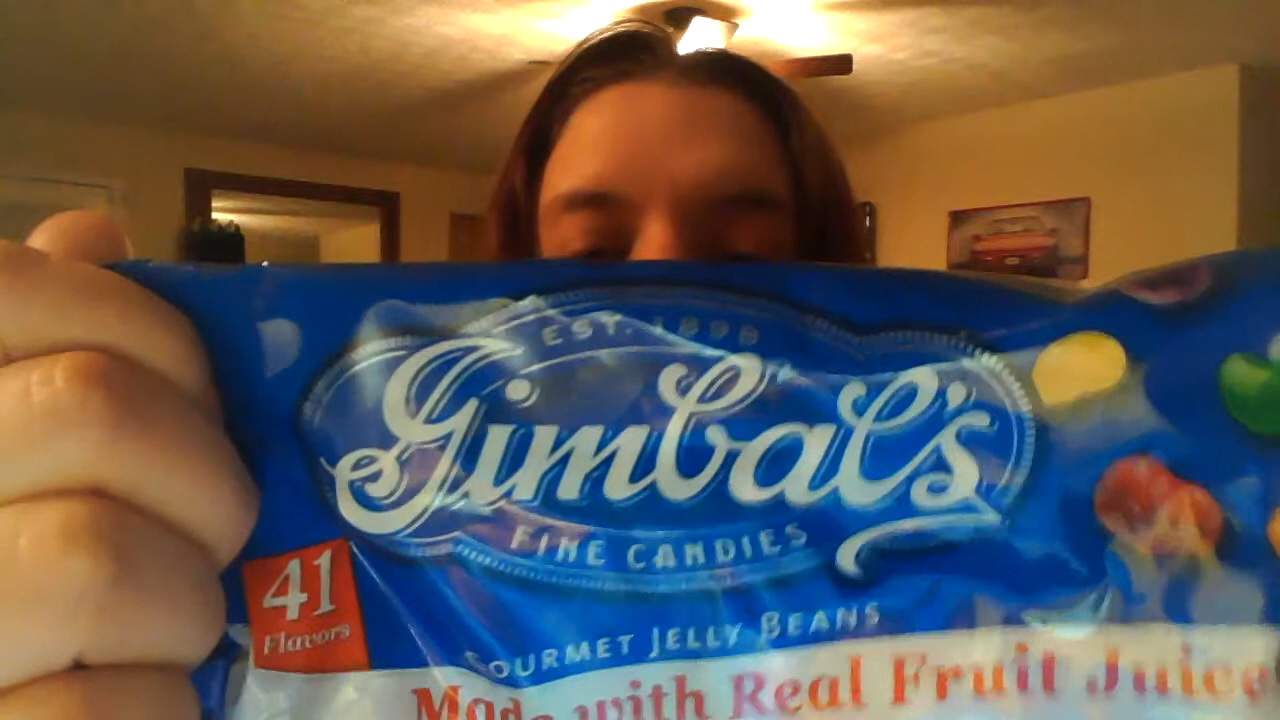 EST. 1898
Gimbal's
FINE CANDIES
41
Flavors
GOURMET JELLY BEANS
Made with Real Fruit Juice